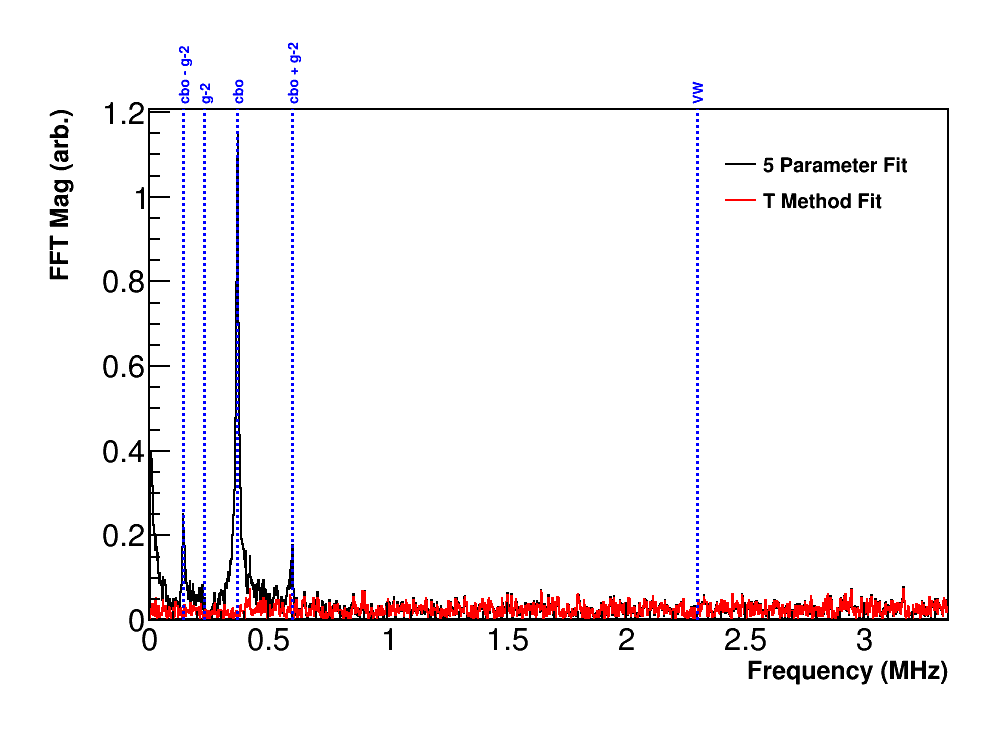 cbo - g-2
g-2
cbo
cbo + g-2
VW
FFT Mag (arb.)
1.2
1
0.8
0.6
0.4
0.2
0
5 Parameter Fit
T Method Fit
0 0.5 1 1.5 2 2.5 3
Frequency (MHz)